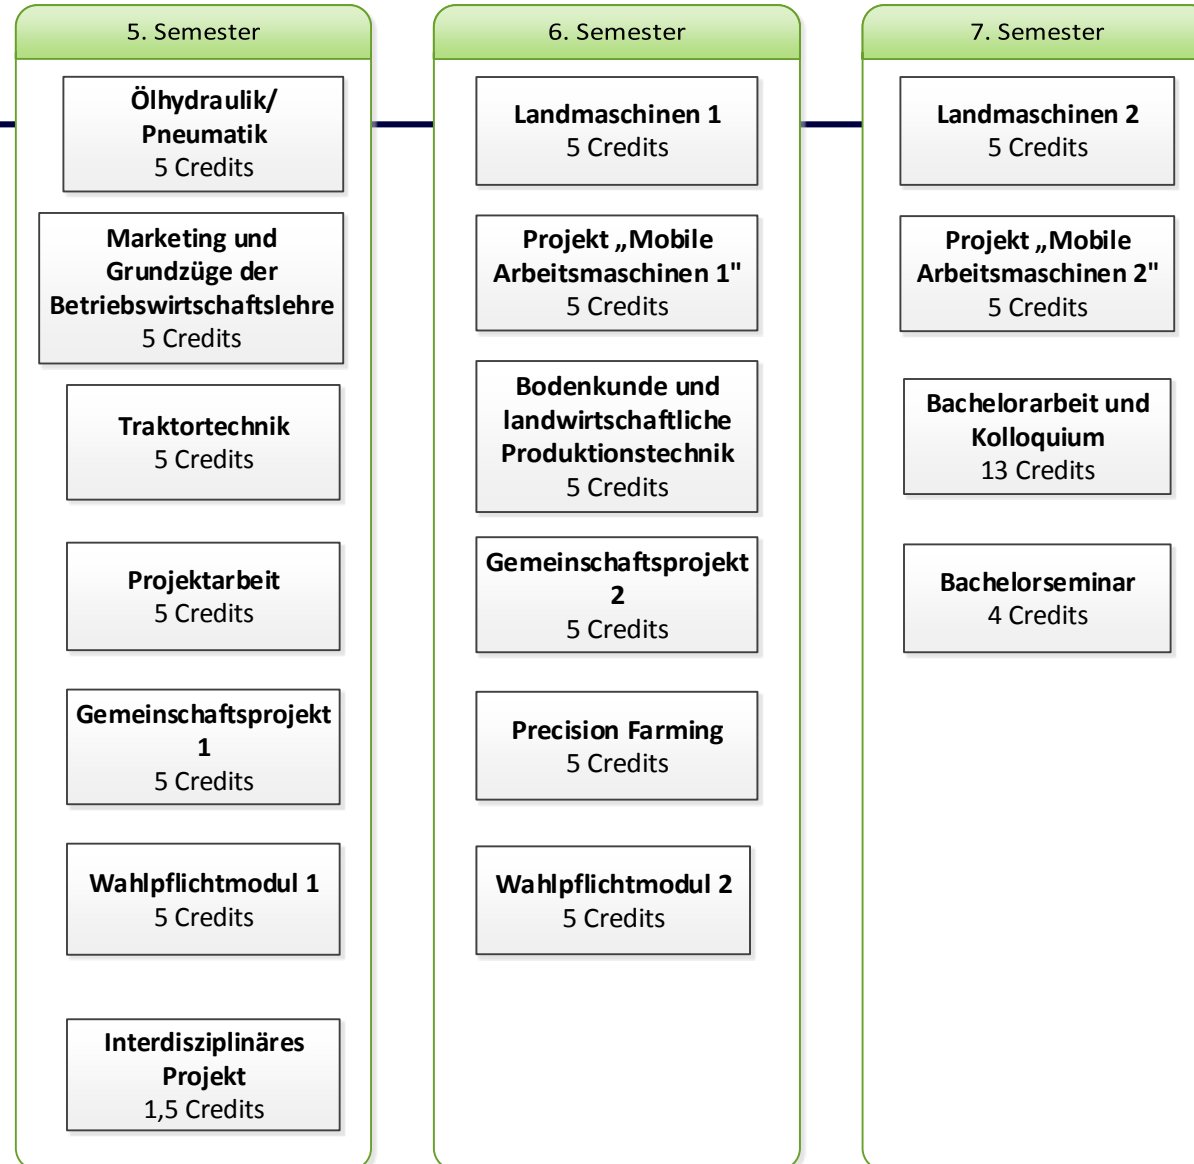 5. Semester
Ölhydraulik/
Pneumatik
5 Credits
Marketing und
Grundzüge der
Betriebswirtschaftslehre
5 Credits
Traktortechnik
5 Credits
Projektarbeit
5 Credits
Gemeinschaftsprojekt
1
5 Credits
Wahlpflichtmodul 1
5 Credits
Interdisziplinäres
Projekt
1,5 Credits
6. Semester
Landmaschinen 1
5 Credits
Projekt „Mobile
Arbeitsmaschinen 1"
5 Credits
Bodenkunde und
landwirtschaftliche
Produktionstechnik
5 Credits
Gemeinschaftsprojekt
2
5 Credits
Precision Farming
5 Credits
Wahlpflichtmodul 2
5 Credits
7. Semester
Landmaschinen 2
5 Credits
Projekt „Mobile
Arbeitsmaschinen 2"
5 Credits
Bachelorarbeit und
Kolloquium
13 Credits
Bachelorseminar
4 Credits